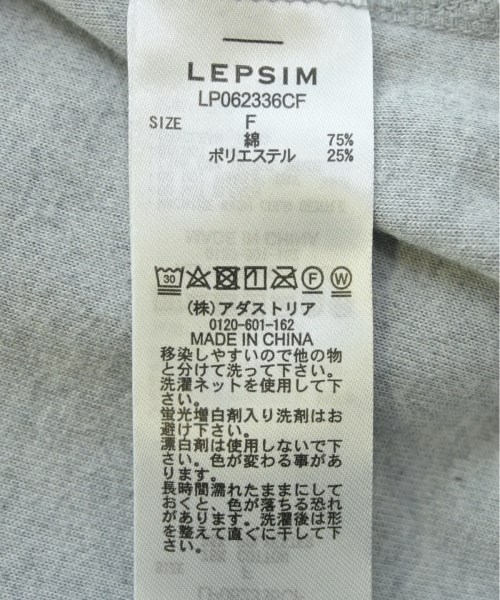 LEPSIM
LP062336CF
SIZE F
綿 75%
ポリエステル 25%
30 F W
(株)アダストリア
0120-601-162
MADE IN CHINA
移染しやすいので他の物
と分けて洗って下さい。
洗濯ネットを使用して下
さい。
蛍光増白剤入り洗剤はお
避け下さい。
漂白剤は使用しないで下
さい。色が変わる事があ
ります。
長時間濡れたままにして
おくと、色が落ちる恐れ
があります。洗濯後は形
を整えて直ぐに干して下
さい。